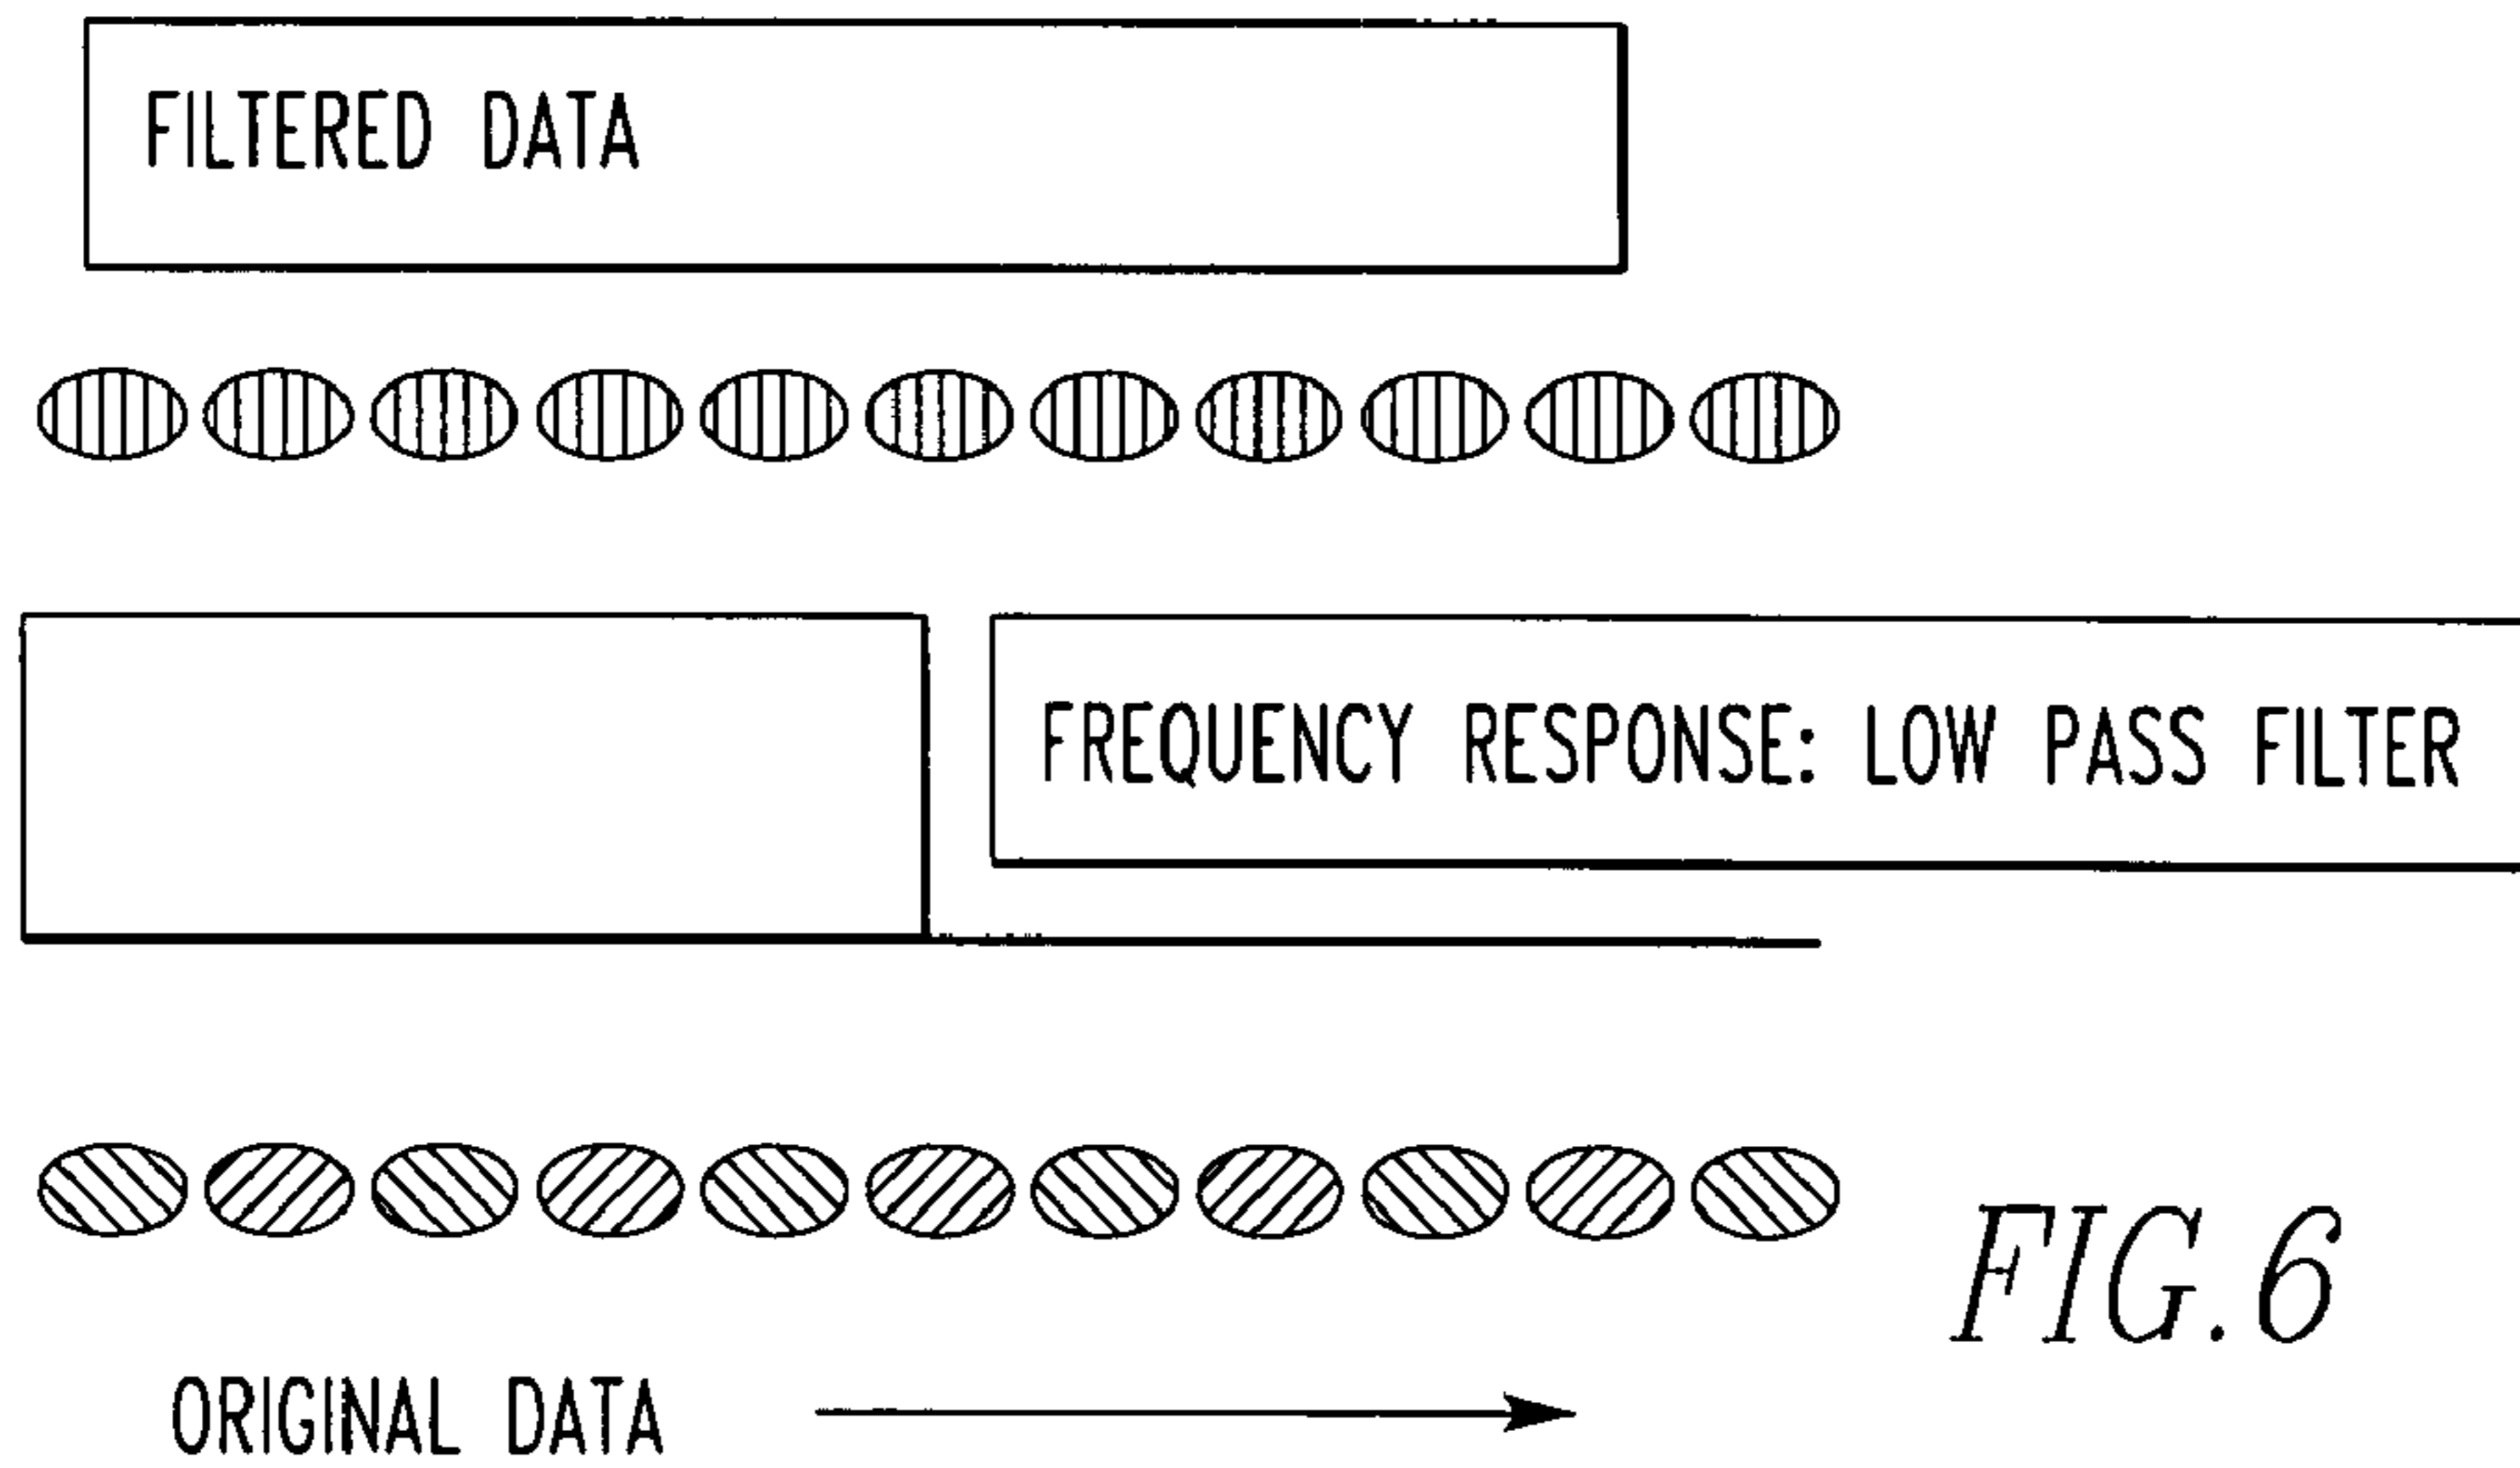 FILTERED DATA
FREQUENCY RESPONSE: LOW PASS FILTER
FIG.6
ORIGINAL DATA